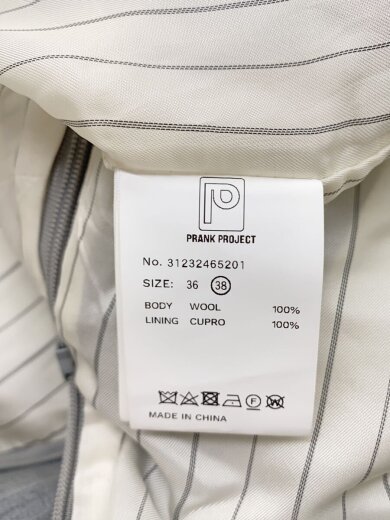 P
PRANK PROJECT
No. 31232465201
SIZE: 36 38
BODY WOOL 100%
LINING CUPRO 100%
F W
MADE IN CHINA